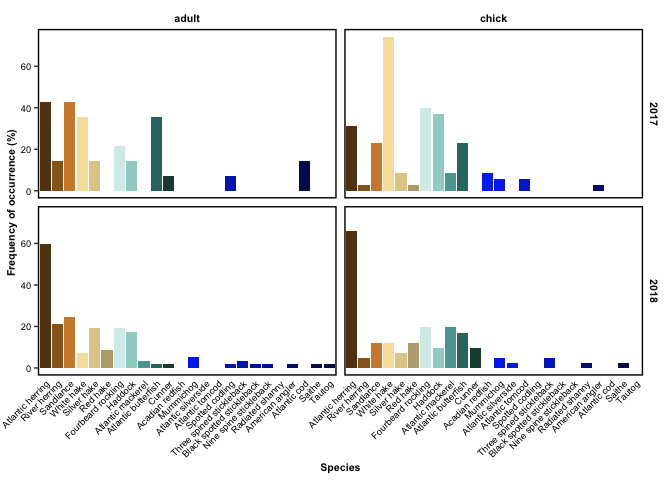 adult chick
Frequency of occurrence (%)
60
40
20
0
2017
60
40
20
0
2018
Atlantic herring
River herring
Sandlance
White hake
Silver hake
Red hake
Fourbeard rockling
Haddock
Atlantic mackerel
Atlantic butterfish
Cunner
Acadian redfish
Mummichog
Atlantic silverside
Atlantic tomcod
Spotted codling
Three spined stickleback
Black spotted stickleback
Nine spine stickleback
Radiated shanny
American angler
Atlantic cod
Saithe
Tautog
Atlantic herring
River herring
Sandlance
White hake
Silver hake
Red hake
Fourbeard rockling
Haddock
Atlantic mackerel
Atlantic butterfish
Cunner
Acadian redfish
Mummichog
Atlantic silverside
Atlantic tomcod
Spotted codling
Three spined stickleback
Black spotted stickleback
Nine spine stickleback
Radiated shanny
American angler
Atlantic cod
Saithe
Tautog
Species